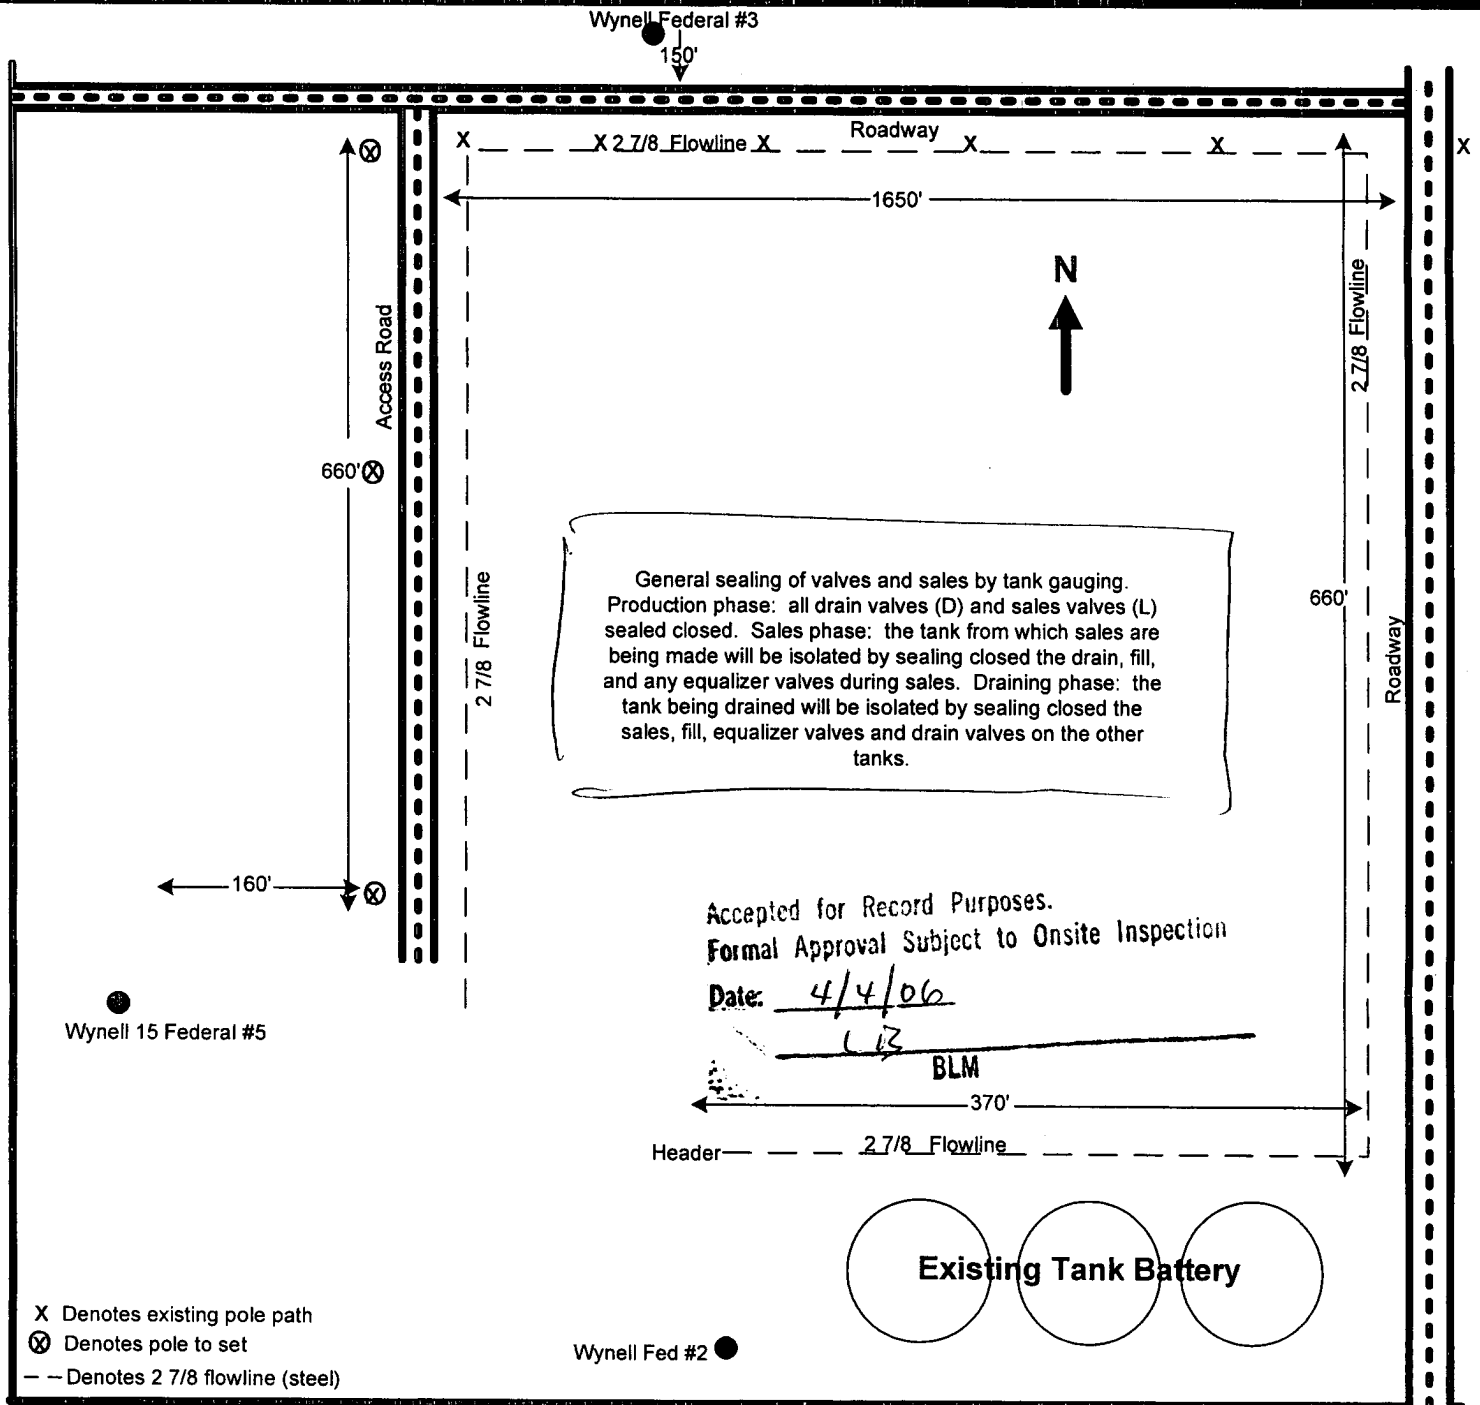 Wynell Federal #3
150'
Roadway
X X 2 7/8 Flowline X X X X
1650'
N
Access Road
660'
2 7/8 Flowline
2 7/8 Flowline
660'
Roadway
General sealing of valves and sales by tank gauging.
Production phase: all drain valves (D) and sales valves (L)
sealed closed. Sales phase: the tank from which sales are
being made will be isolated by sealing closed the drain, fill,
and any equalizer valves during sales. Draining phase: the
tank being drained will be isolated by sealing closed the
sales, fill, equalizer valves and drain valves on the other
tanks.
160'
Wynell 15 Federal #5
Accepted for Record Purposes.
Formal Approval Subject to Onsite Inspection
Date: 4/4/06
LB
BLM
370'
Header
2 7/8 Flowline
Existing Tank Battery
X Denotes existing pole path
⊗ Denotes pole to set
– – Denotes 2 7/8 flowline (steel)
Wynell Fed #2